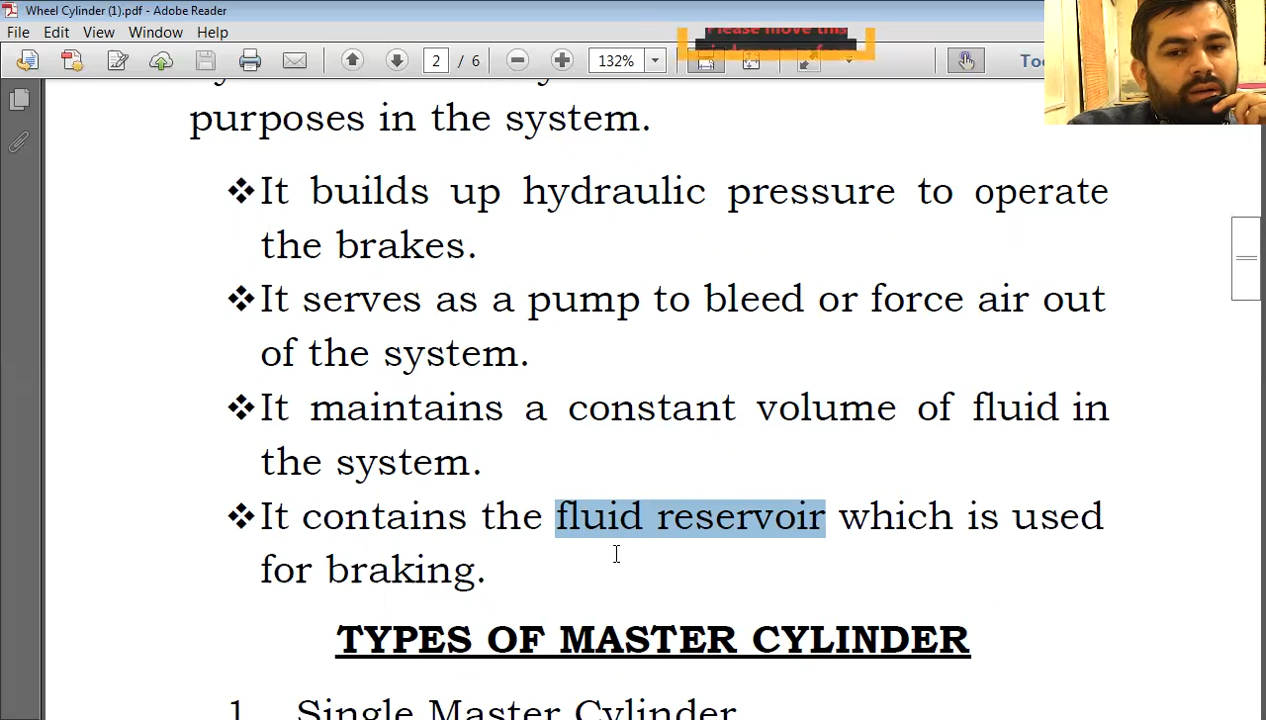 Wheel Cylinder (1).pdf - Adobe Reader
File Edit View Window Help
Please move this
2 / 6 132%
purposes in the system.
❖It builds up hydraulic pressure to operate
the brakes.
❖It serves as a pump to bleed or force air out
of the system.
❖It maintains a constant volume of fluid in
the system.
❖It contains the fluid reservoir which is used
for braking.
TYPES OF MASTER CYLINDER
1. Single Master Cylinder